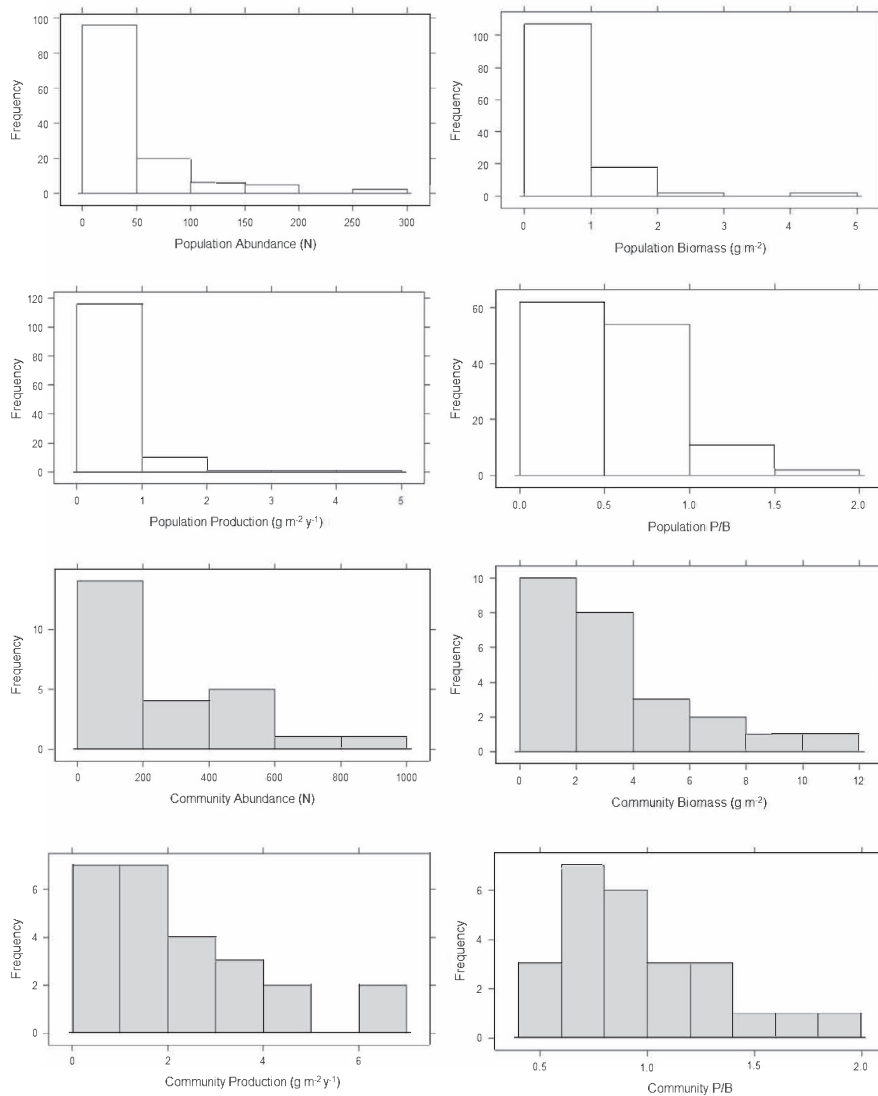 100
80
60
40
20
0
Frequency
0 50 100 150 200 250 300
Population Abundance (N)
100
80
60
40
20
0
Frequency
0 1 2 3 4 5
Population Biomass (g m-2)
120
100
80
60
40
20
0
Frequency
0 1 2 3 4 5
Population Production (g m-2 y-1)
60
40
20
0
Frequency
0.0 0.5 1.0 1.5 2.0
Population P/B
10
5
0
Frequency
0 200 400 600 800 1000
Community Abundance (N)
10
8
6
4
2
0
Frequency
0 2 4 6 8 10 12
Community Biomass (g m-2)
6
4
2
0
Frequency
0 2 4 6
Community Production (g m-2 y-1)
6
4
2
0
Frequency
0.5 1.0 1.5 2.0
Community P/B